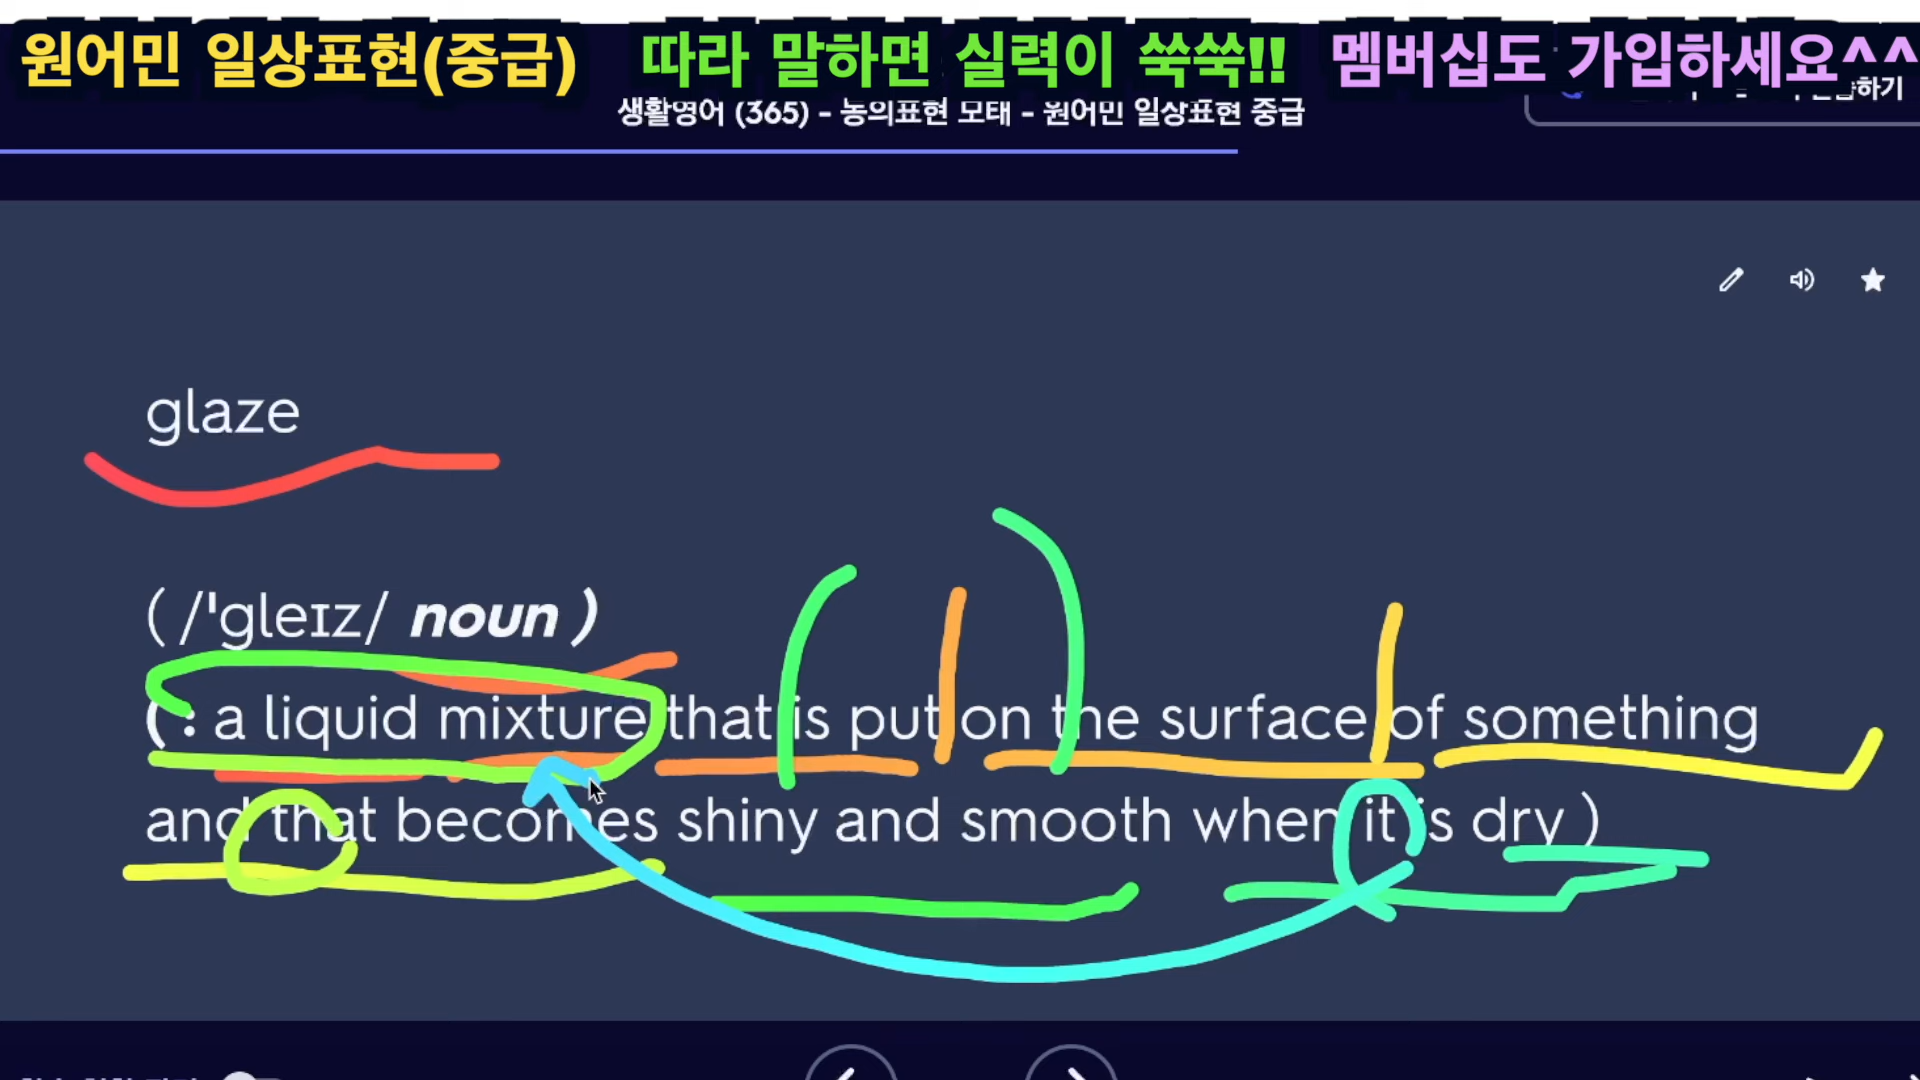 원어민 일상표현(중급) 따라 말하면 실력이 쑥쑥!! 멤버십도 가입하세요^^
생활영어 (365) - 농의표현 모태 - 원어민 일상표현 중급
glaze
( /ˈgleɪz/ noun )
(: a liquid mixture that is put on the surface of something
and that becomes shiny and smooth when it is dry )